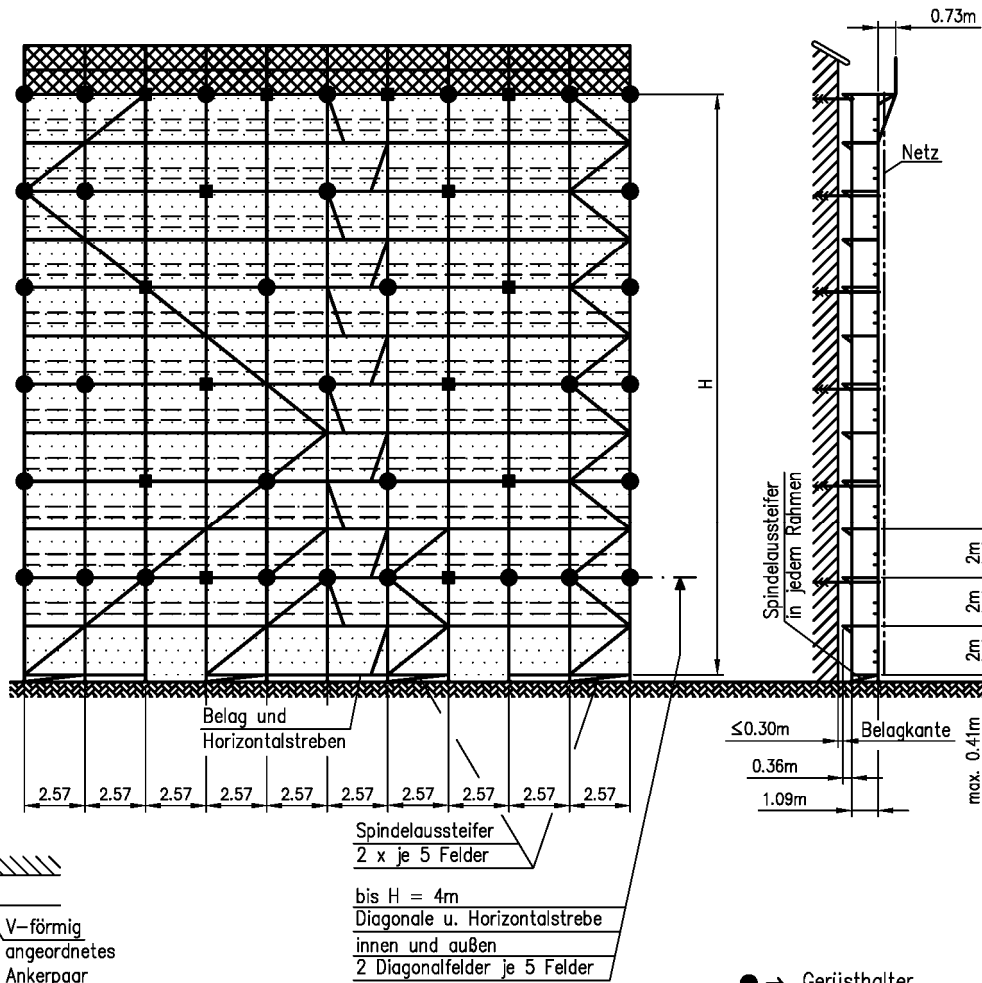 0.73m
Netz
H
Spindelaussteifer
in jedem Rahmen
2m
2m
2m
Belag und
Horizontalstreben
≤0.30m
Belagkante
0.36m
1.09m
max. 0.41m
2.57 2.57 2.57 2.57 2.57 2.57 2.57 2.57 2.57 2.57
Spindelaussteifer
2 x je 5 Felder
bis H = 4m
Diagonale u. Horizontalstrebe
innen und außen
2 Diagonalfelder je 5 Felder
V-förmig
angeordnetes
Ankerpaar
Gerüsthalter